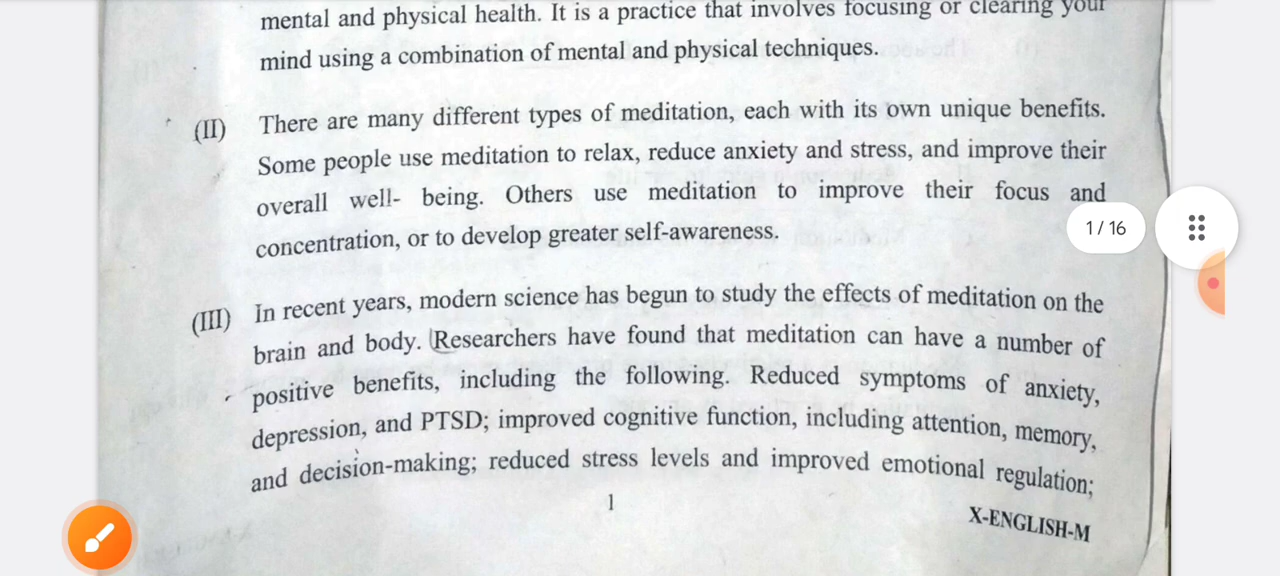 mental and physical health. It is a practice that involves focusing or clearing your
mind using a combination of mental and physical techniques.
(II) There are many different types of meditation, each with its own unique benefits.
Some people use meditation to relax, reduce anxiety and stress, and improve their
overall well- being. Others use meditation to improve their focus and
concentration, or to develop greater self-awareness.
1 / 16
(III) In recent years, modern science has begun to study the effects of meditation on the
brain and body. Researchers have found that meditation can have a number of
positive benefits, including the following. Reduced symptoms of anxiety,
depression, and PTSD; improved cognitive function, including attention, memory,
and decision-making; reduced stress levels and improved emotional regulation;
1
X-ENGLISH-M